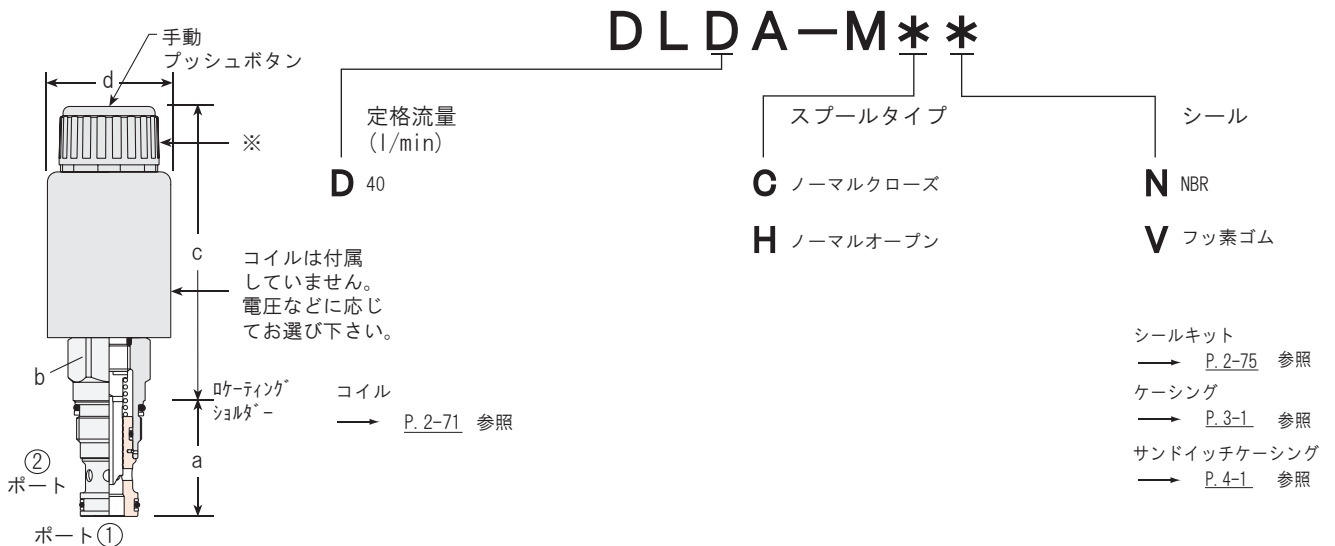 DLDA－M＊＊
手動
プッシュボタン
d
※
c
コイルは付属
していません。
電圧などに応じ
てお選び下さい。
b
ロケーティング
ショルダー
a
②
ポート
ポート①
定格流量
(l/min)
D 40
コイル
→ P.2-71 参照
スプールタイプ
C ノーマルクローズ
H ノーマルオープン
シール
N NBR
V フッ素ゴム
シールキット
→ P.2-75 参照
ケーシング
→ P.3-1 参照
サンドイッチケーシング
→ P.4-1 参照